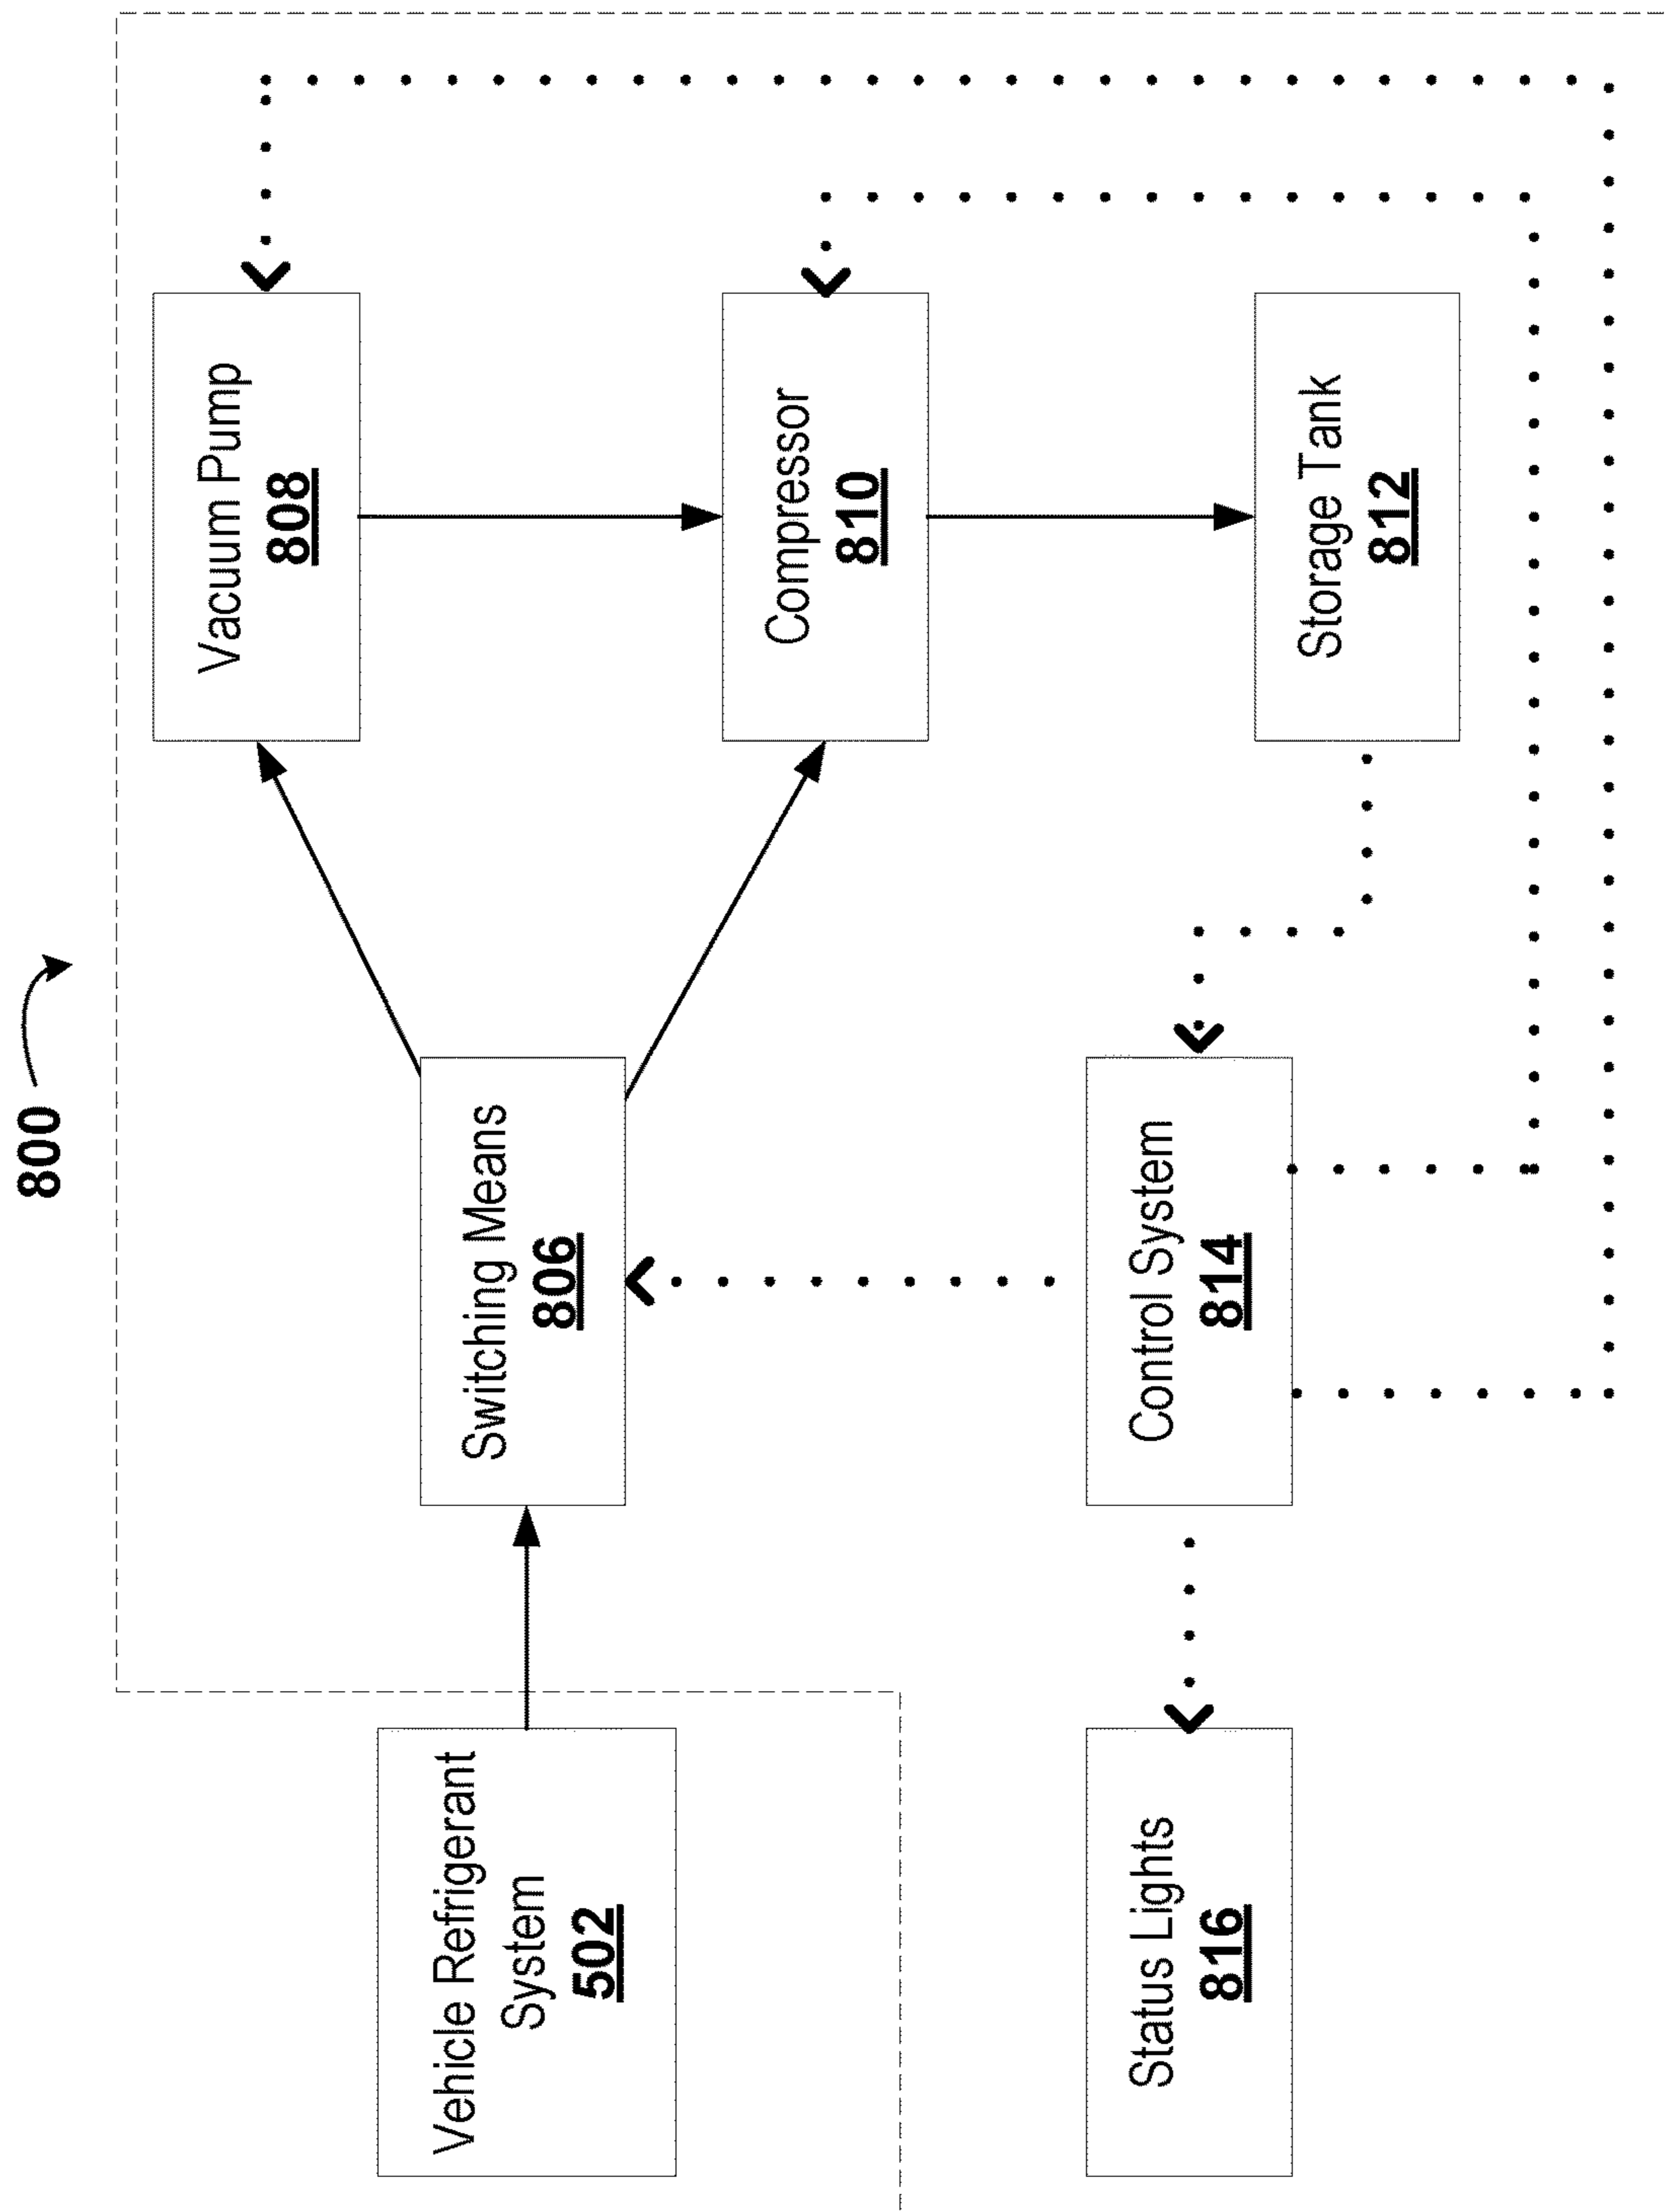 800
Vehicle Refrigerant
System
502
Switching Means
806
Vacuum Pump
808
Compressor
810
Storage Tank
812
Control System
814
Status Lights
816